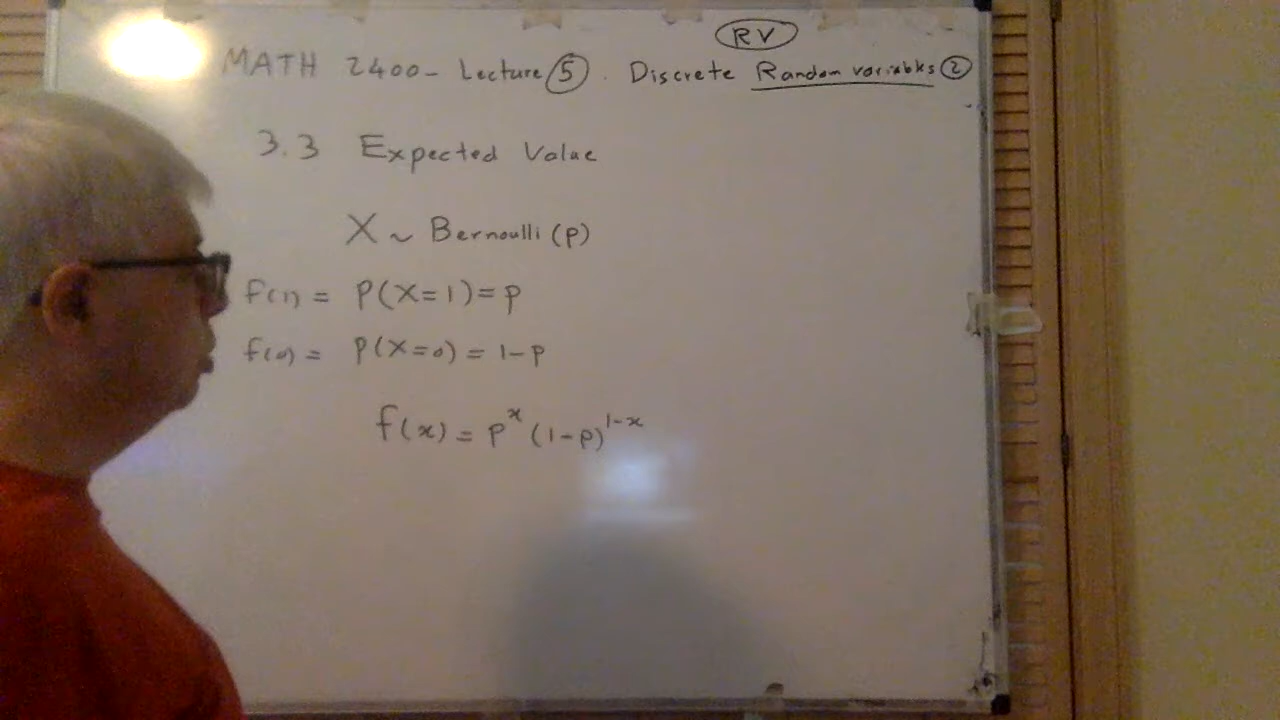 RV
MATH 2400- Lecture 5. Discrete Random variables 2
3.3 Expected Value
X ~ Bernoulli (p)
f(1) = P(X=1)=p
f(0) = P(X=0) = 1-p
f(x) = p^x (1-p)^{1-x}